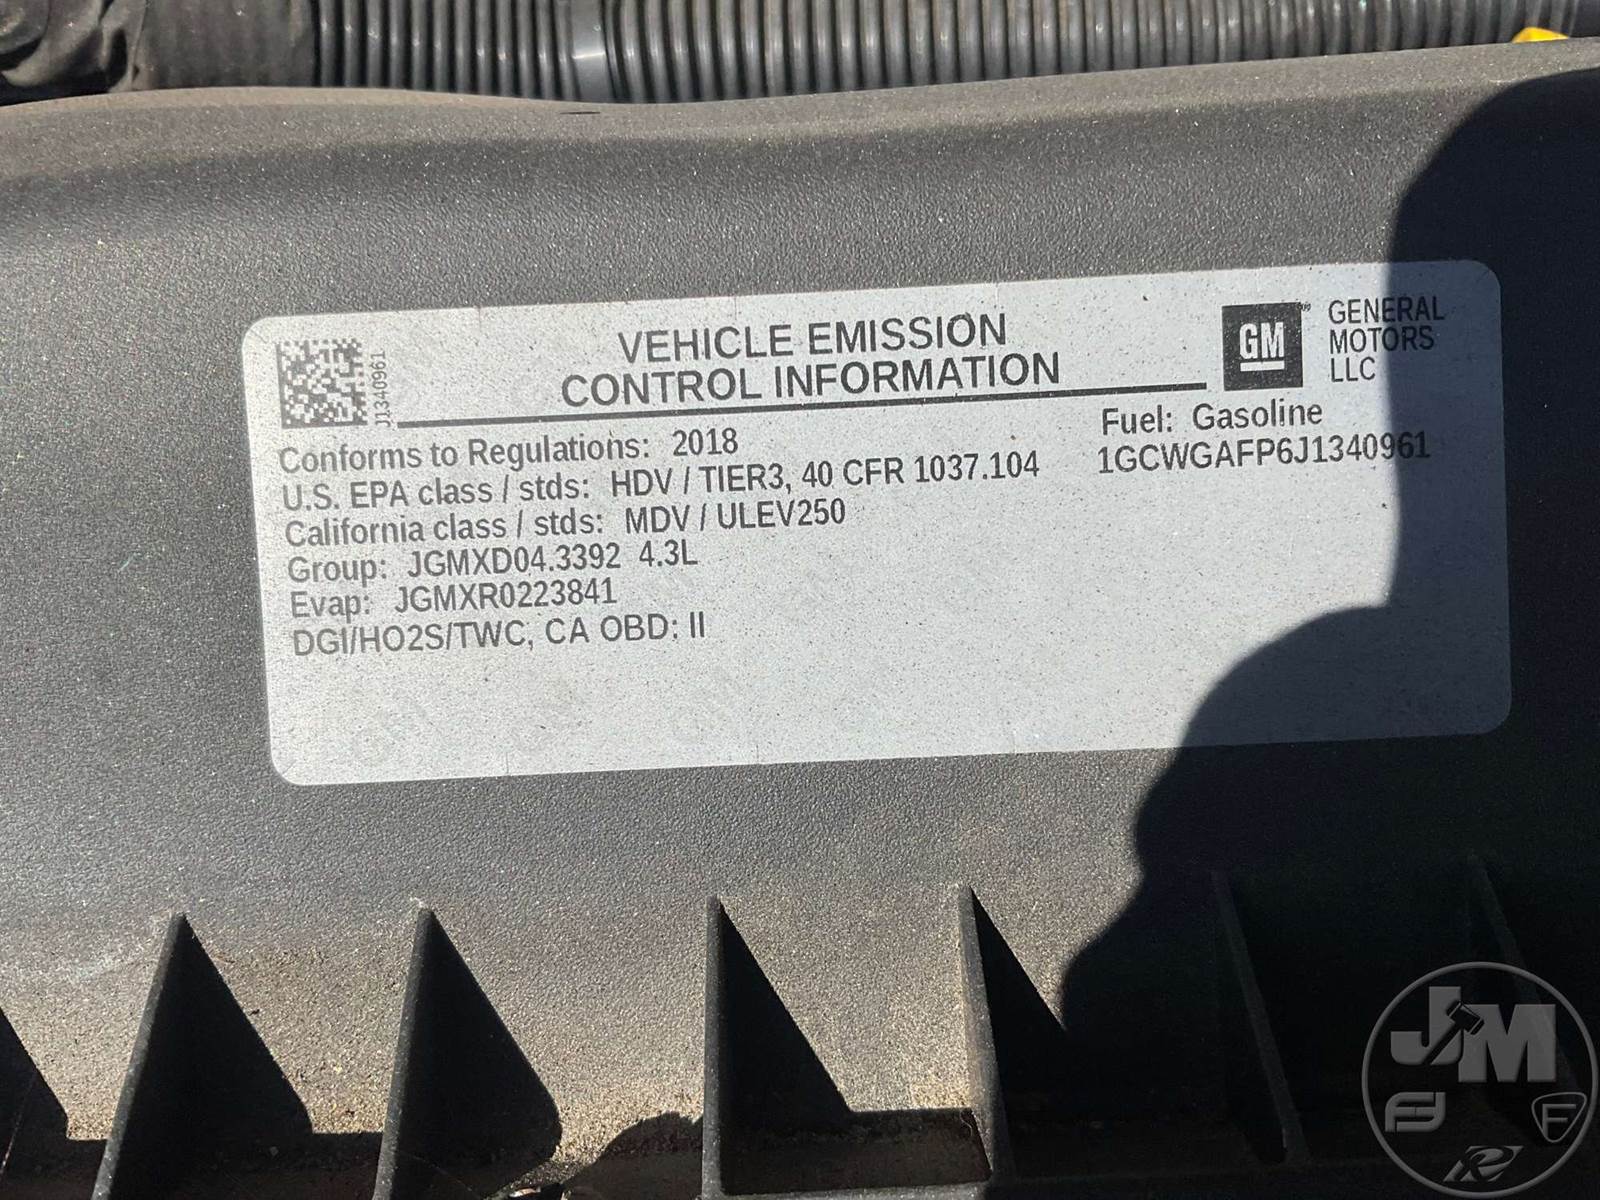 J1340961
VEHICLE EMISSION
CONTROL INFORMATION
GM
GENERAL
MOTORS
LLC
Conforms to Regulations: 2018
Fuel: Gasoline
U.S. EPA class / stds: HDV / TIER3, 40 CFR 1037.104
1GCWGAFP6J1340961
California class / stds: MDV / ULEV250
Group: JGMXD04.3392 4.3L
Evap: JGMXR0223841
DGI/HO2S/TWC, CA OBD: II
JM